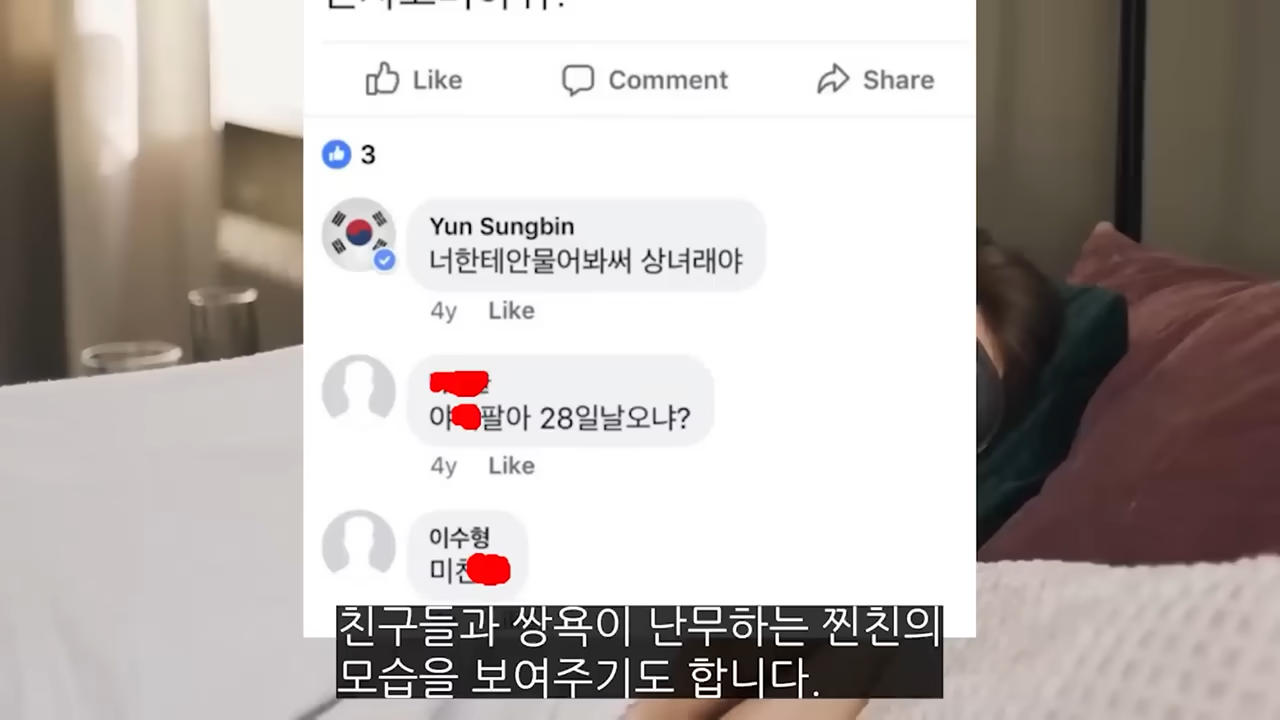 Like Comment Share
3
Yun Sungbin
너한테안물어봐써 상녀래야
4y Like
팔아 28일날오냐?
4y Like
이수형
친구들과 쌍욕이 난무하는 찐친의
모습을 보여주기도 합니다.